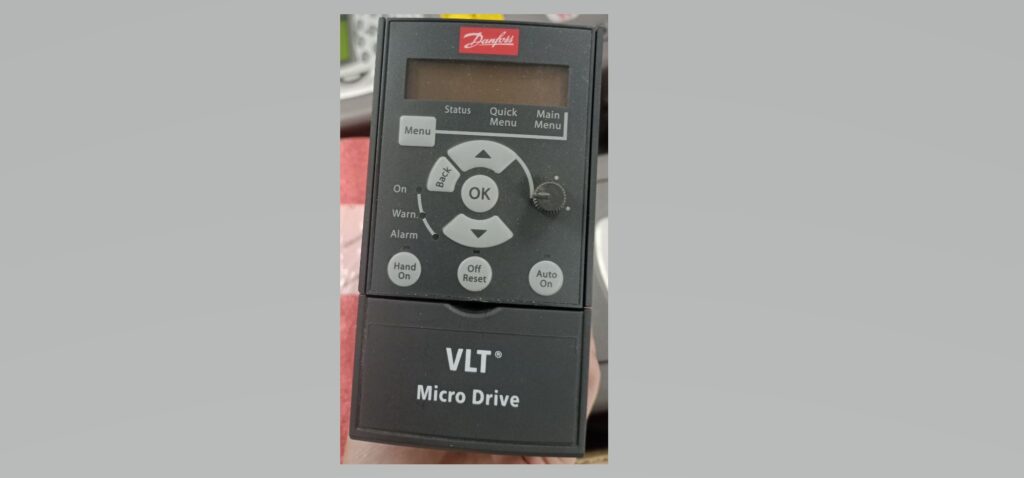 Danfoss
Status
Quick
Menu
Main
Menu
Menu
Back
OK
On
Warn.
Alarm
Hand
On
Off
Reset
Auto
On
VLT®
Micro Drive